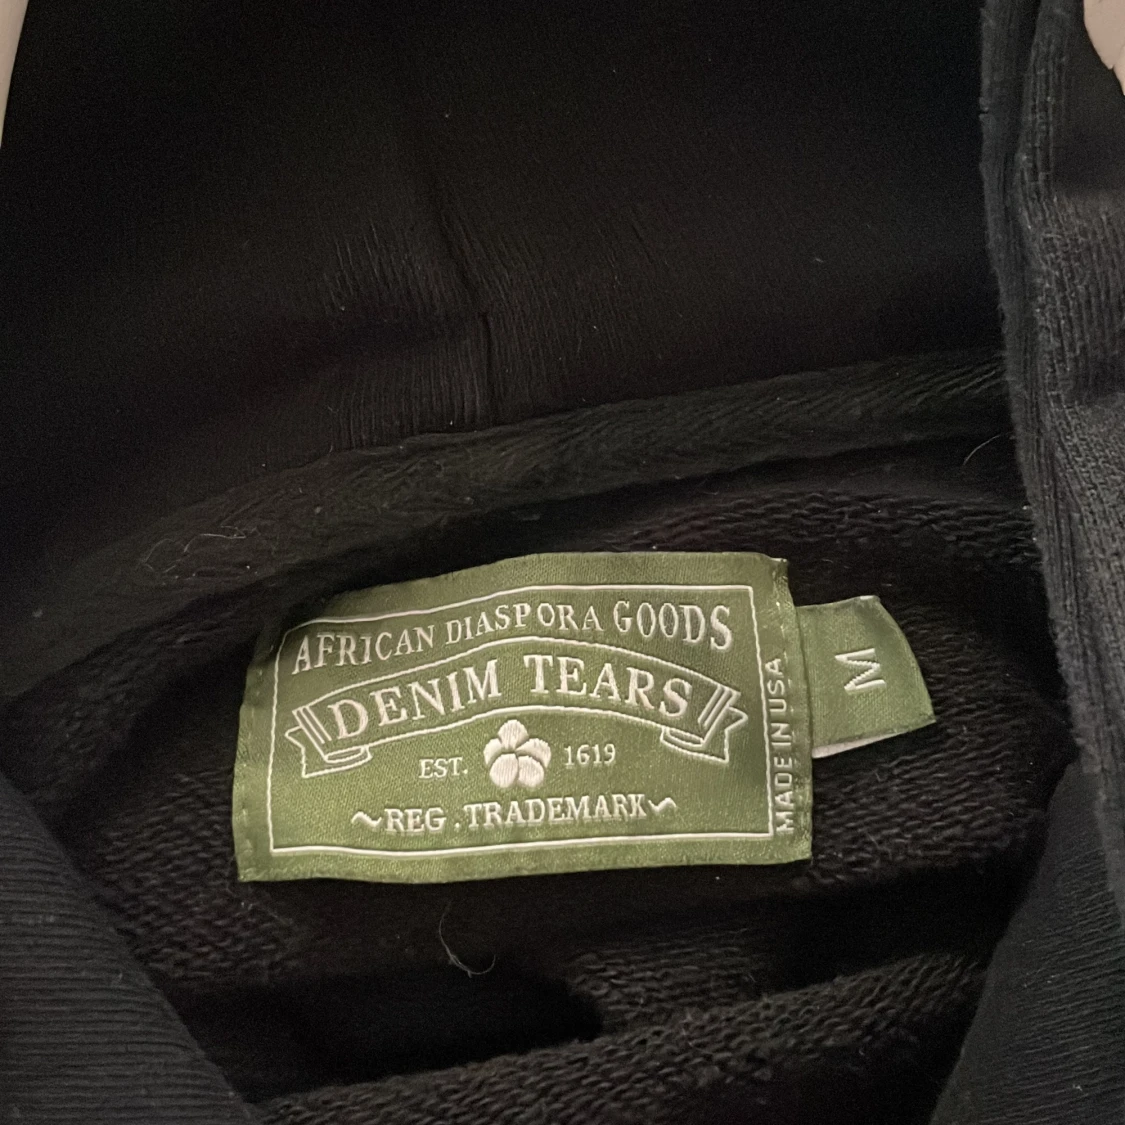 AFRICAN DIASPORA GOODS
DENIM TEARS
EST. 1619
~REG .TRADEMARK~
MADE IN USA
M